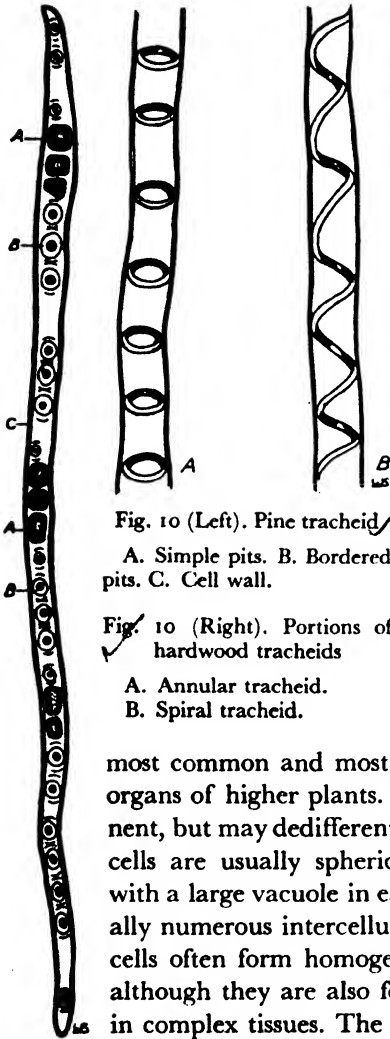 A
B
C
A
B
A
B
Fig. 10 (Left). Pine tracheid
A. Simple pits. B. Bordered
pits. C. Cell wall.
Fig. 10 (Right). Portions of
hardwood tracheids
A. Annular tracheid.
B. Spiral tracheid.
most common and most
organs of higher plants.
nent, but may dedifferent
cells are usually spheric
with a large vacuole in e
ally numerous intercellu
cells often form homoge
although they are also f
in complex tissues. The